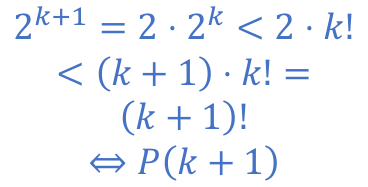 2^{k+1} = 2 · 2^k < 2 · k!
< (k + 1) · k! =
(k + 1)!
⇔ P(k + 1)